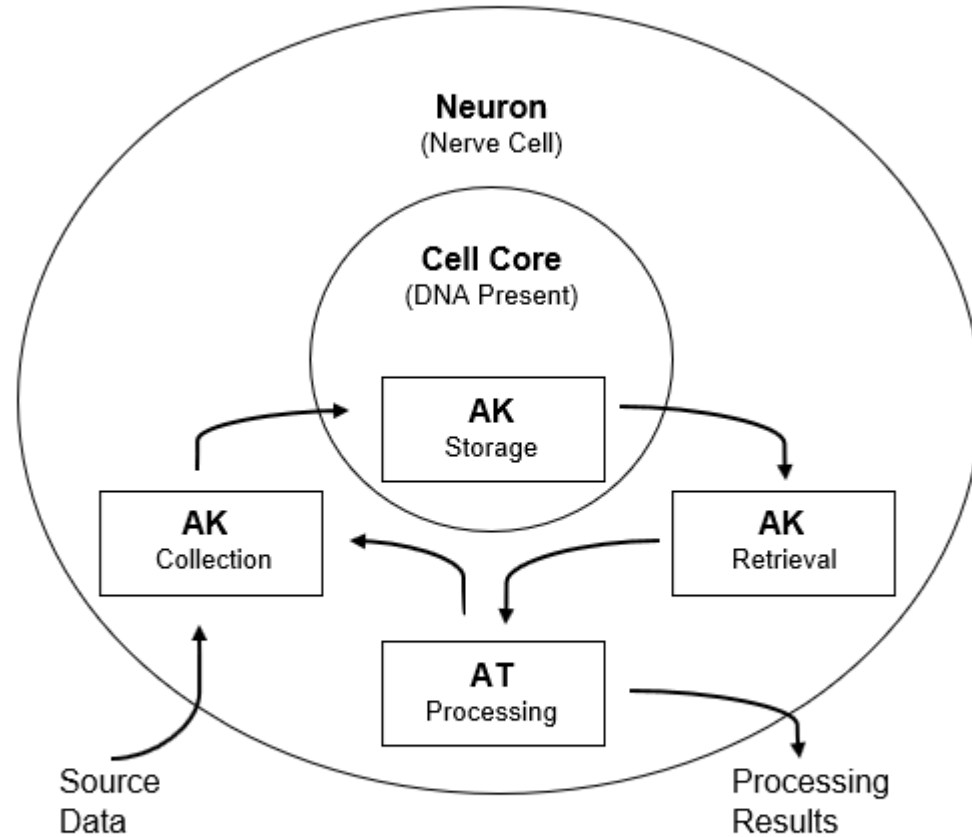 Neuron
(Nerve Cell)
Cell Core
(DNA Present)
AK
Storage
AK
Collection
AK
Retrieval
AT
Processing
Source
Data
Processing
Results